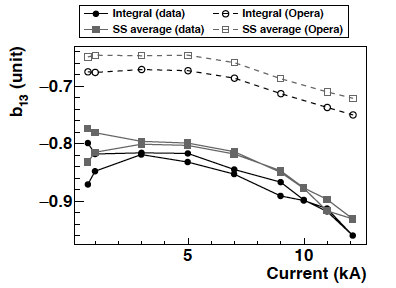 Integral (data) Integral (Opera)
SS average (data) SS average (Opera)
b13 (unit)
−0.7
−0.8
−0.9
5 10
Current (kA)